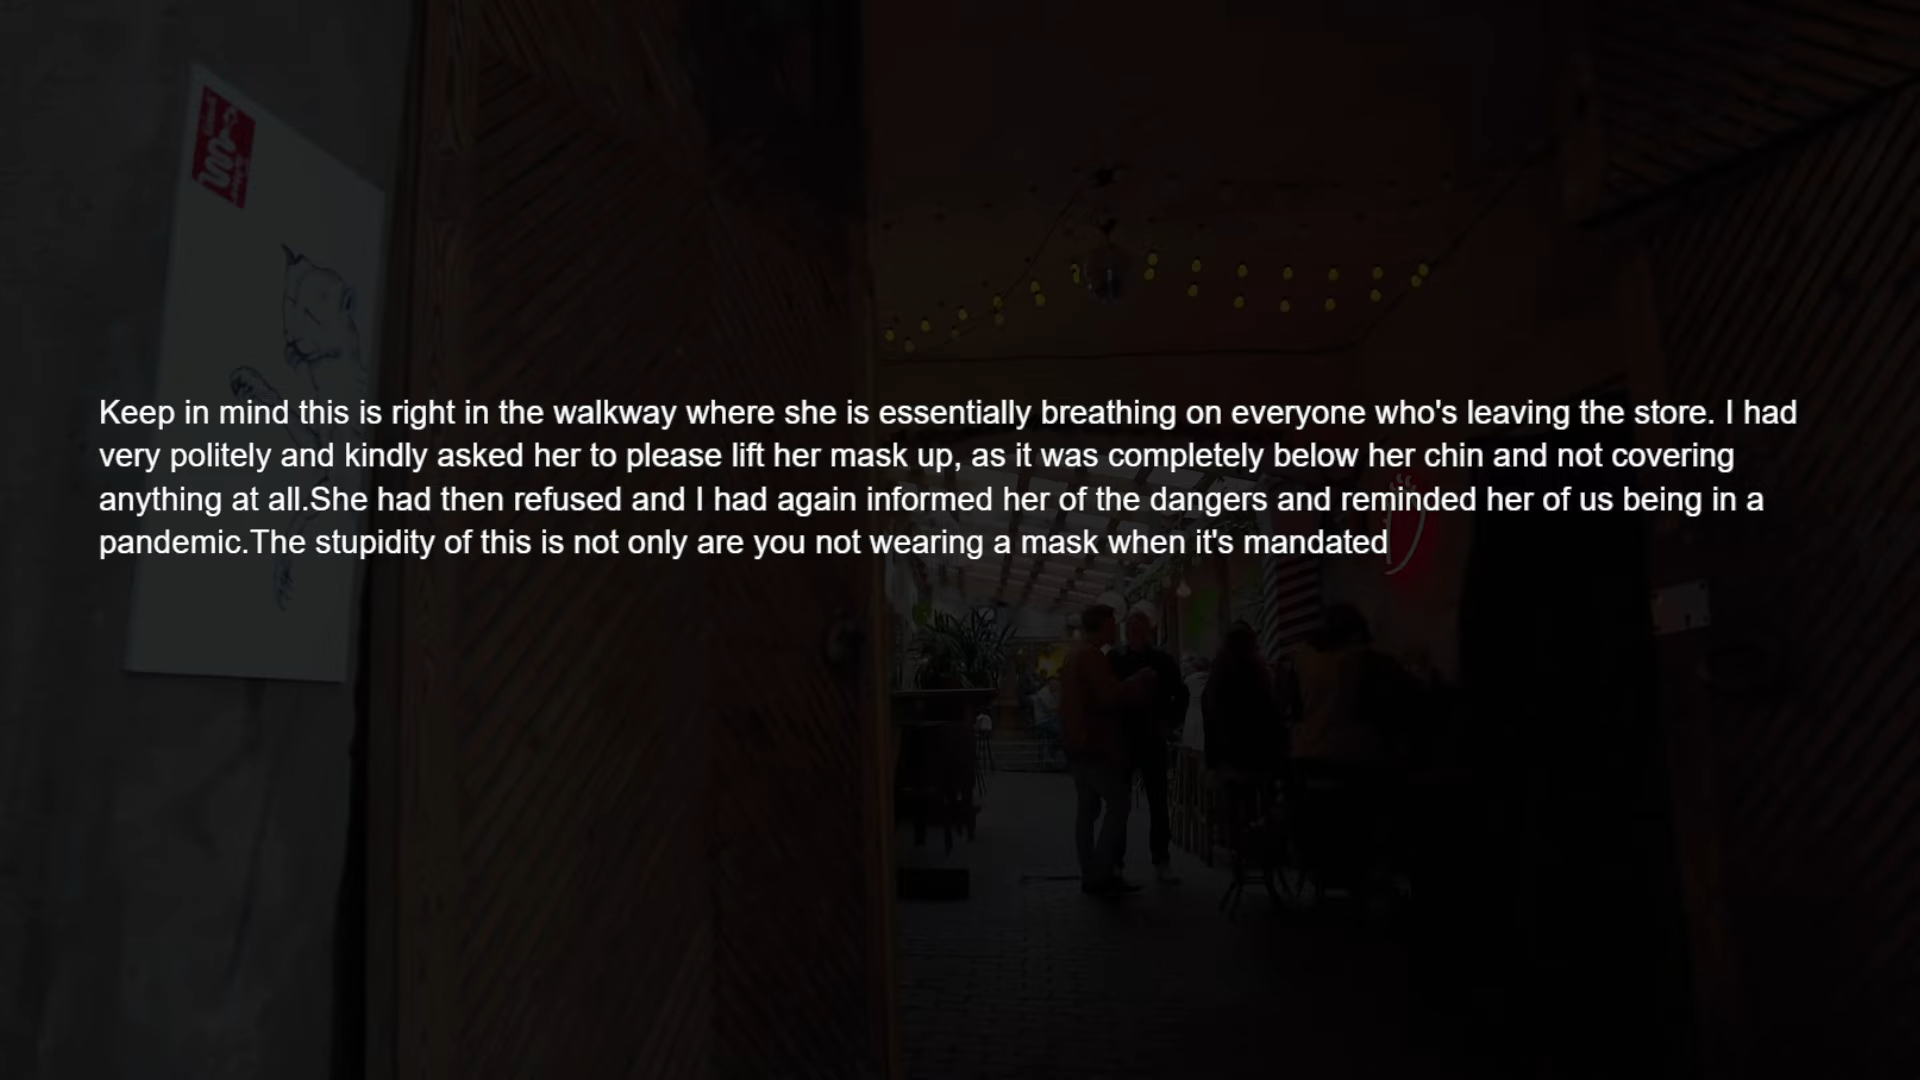 Keep in mind this is right in the walkway where she is essentially breathing on everyone who's leaving the store. I had
very politely and kindly asked her to please lift her mask up, as it was completely below her chin and not covering
anything at all.She had then refused and I had again informed her of the dangers and reminded her of us being in a
pandemic.The stupidity of this is not only are you not wearing a mask when it's mandated